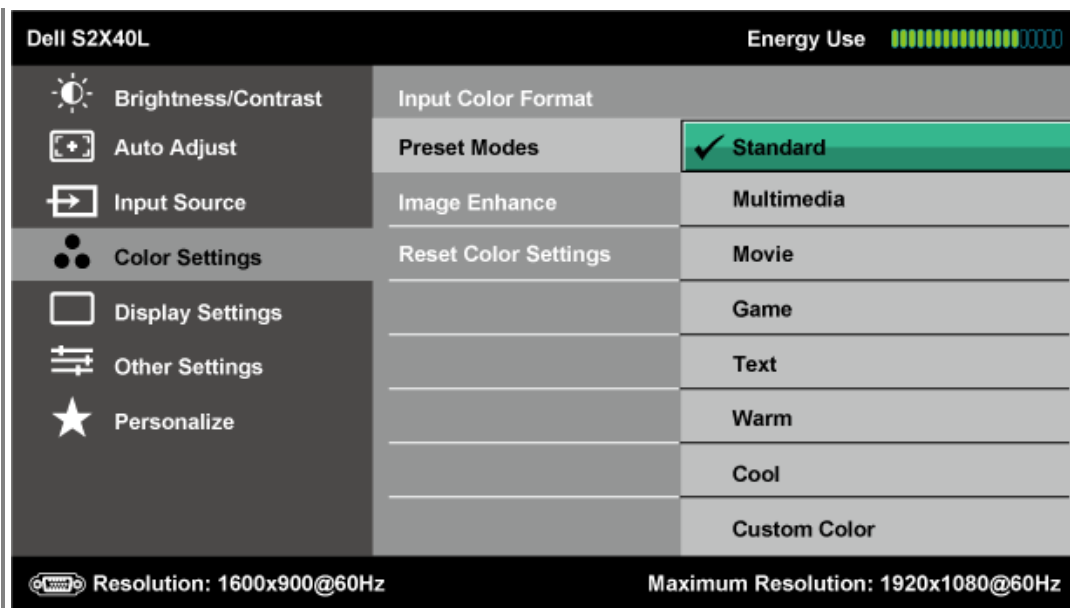 Dell S2X40L
Energy Use
Brightness/Contrast
Auto Adjust
Input Source
Color Settings
Display Settings
Other Settings
Personalize
Input Color Format
Preset Modes
Image Enhance
Reset Color Settings
Standard
Multimedia
Movie
Game
Text
Warm
Cool
Custom Color
Resolution: 1600x900@60Hz
Maximum Resolution: 1920x1080@60Hz